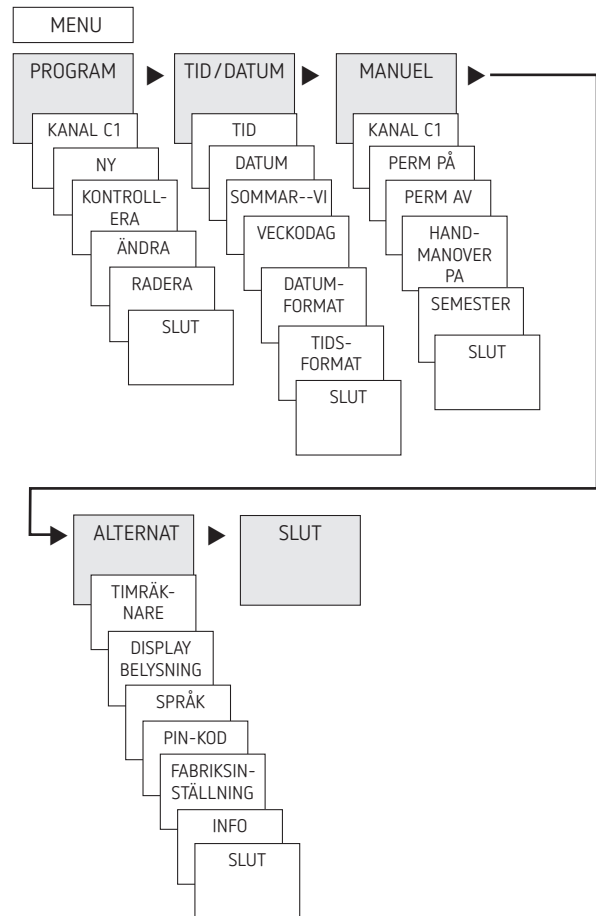 MENU
PROGRAM
KANAL C1
NY
KONTROLL-
ERA
ÄNDRA
RADERA
SLUT
TID/DATUM
TID
DATUM
SOMMAR--VI
VECKODAG
DATUM-
FORMAT
TIDS-
FORMAT
SLUT
MANUEL
KANAL C1
PERM PÅ
PERM AV
HAND-
MANOVER
PA
SEMESTER
SLUT
ALTERNAT
TIMRÄK-
NARE
DISPLAY
BELYSNING
SPRÅK
PIN-KOD
FABRIKSIN-
STÄLLNING
INFO
SLUT
SLUT